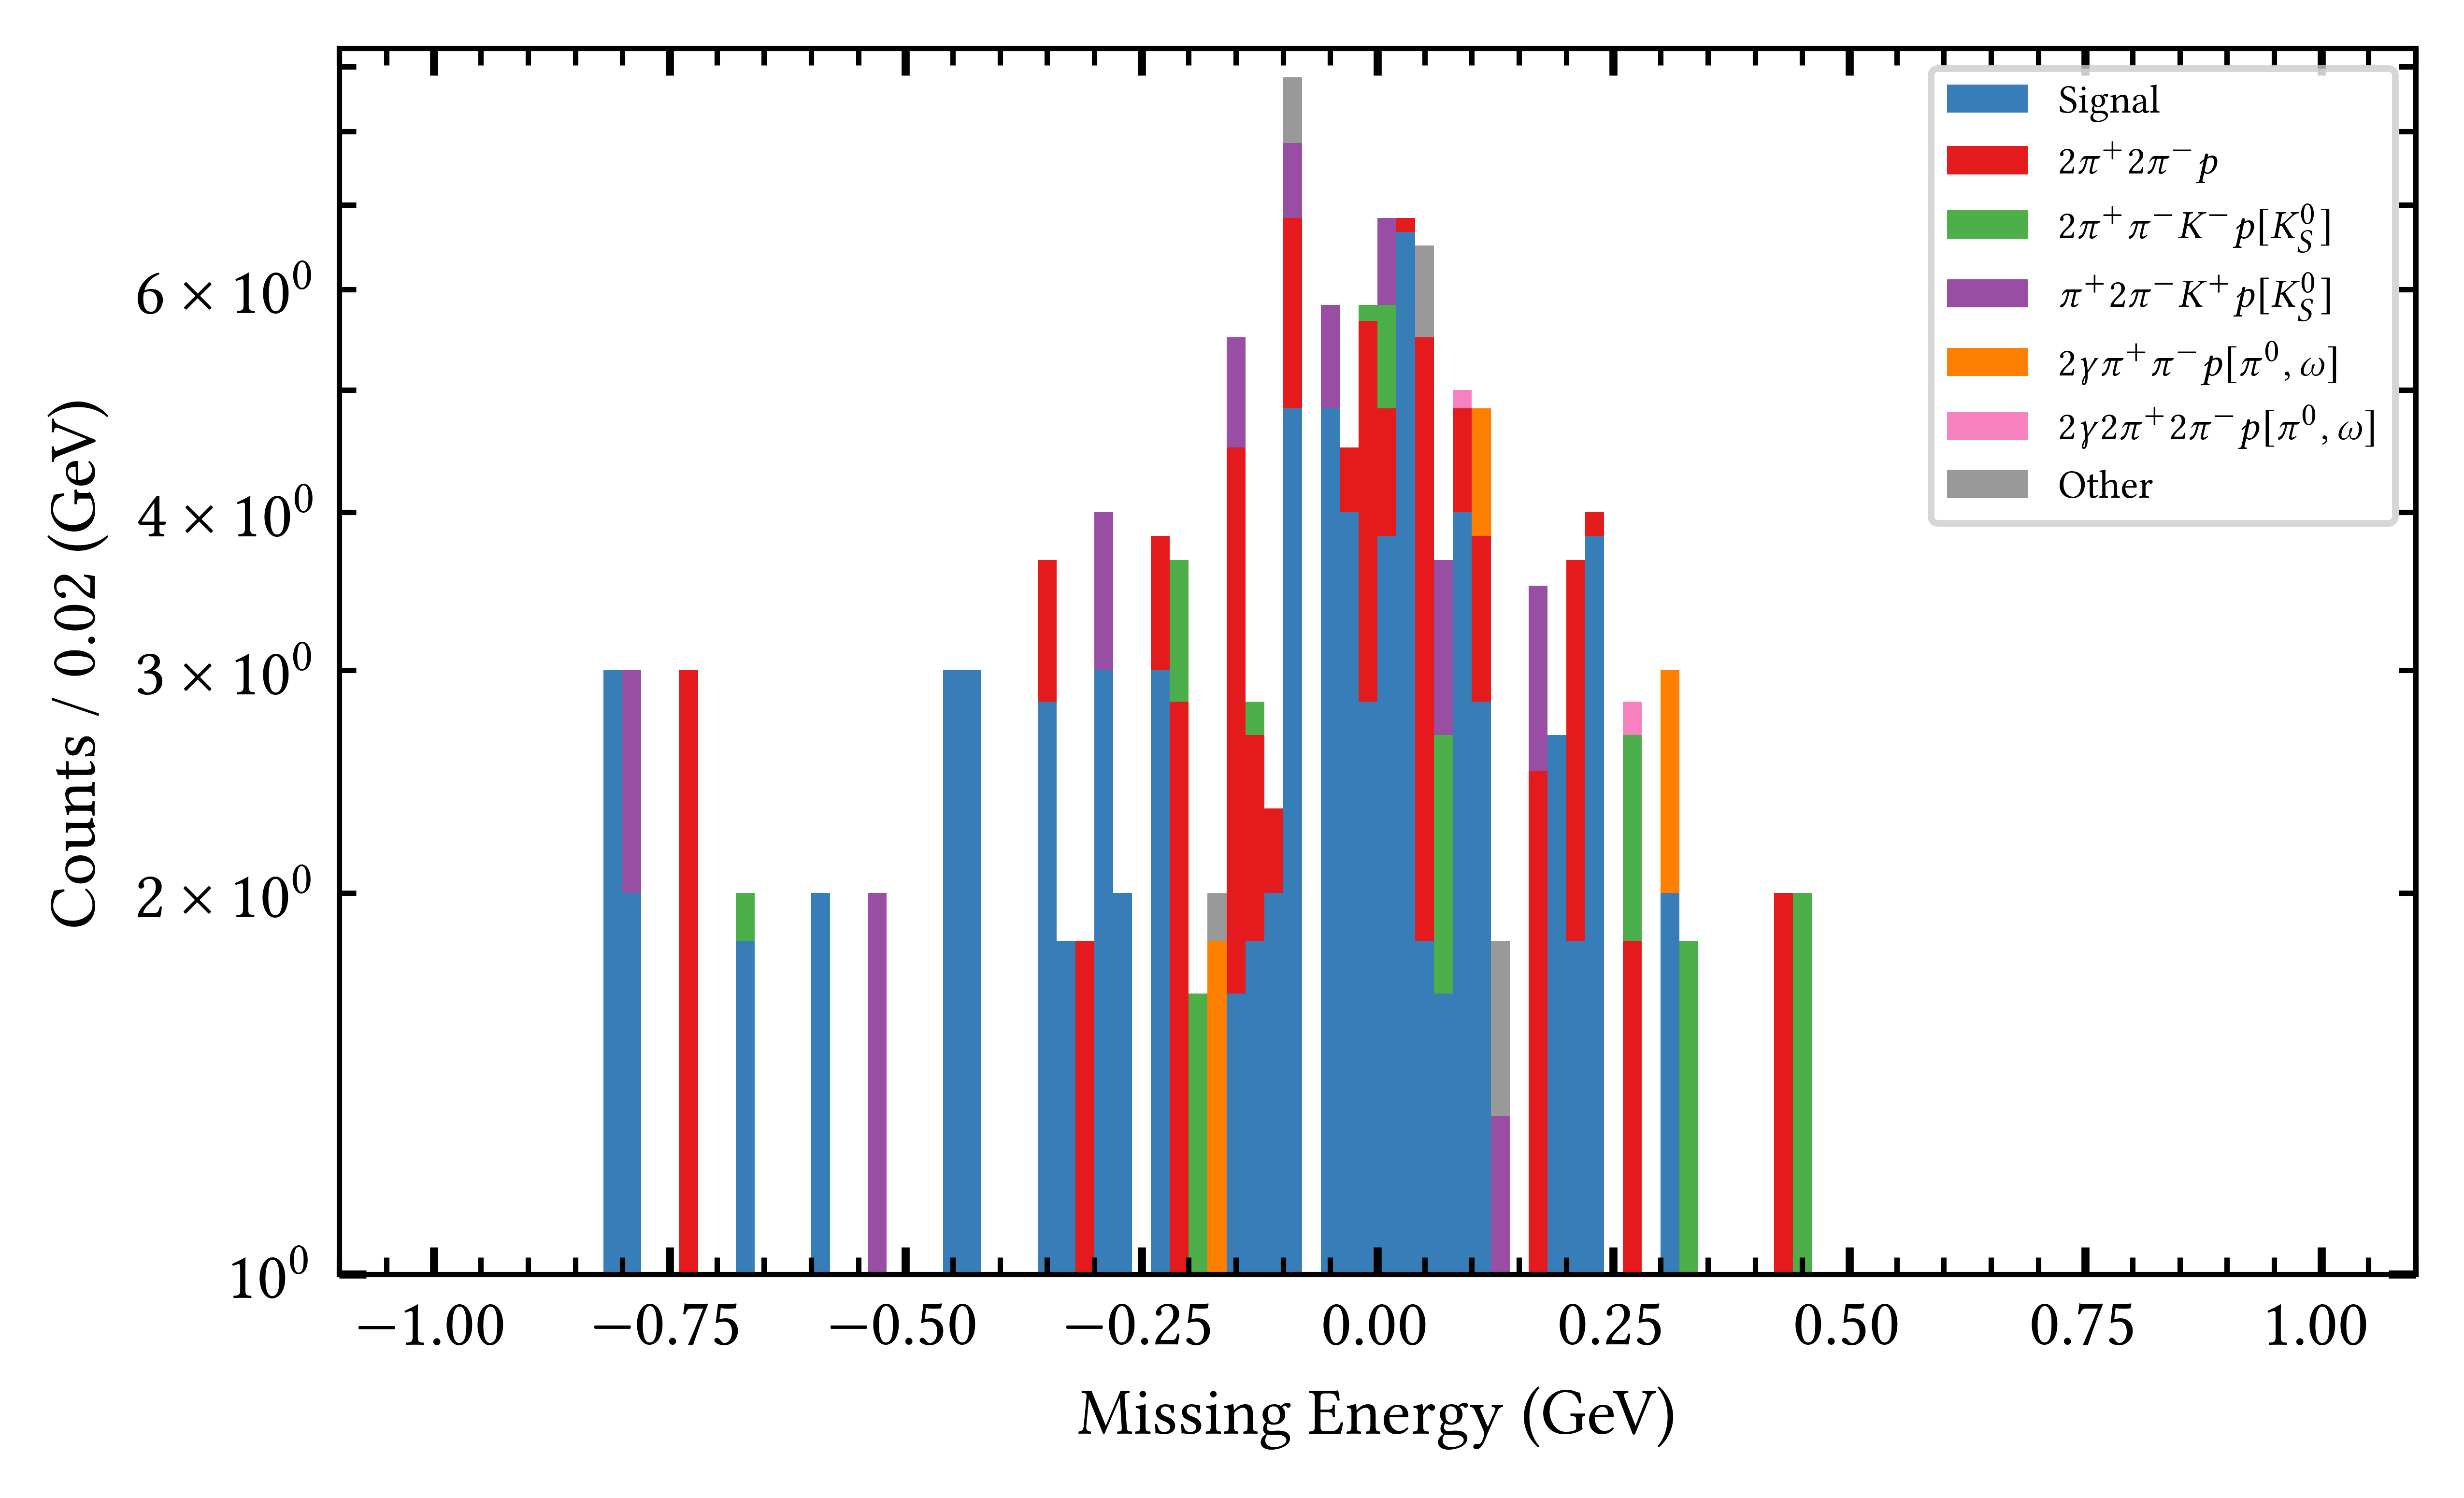 Counts / 0.02 (GeV)
6 × 10⁰
4 × 10⁰
3 × 10⁰
2 × 10⁰
10⁰
−1.00 −0.75 −0.50 −0.25 0.00 0.25 0.50 0.75 1.00
Missing Energy (GeV)
Signal
2π⁺2π⁻p
2π⁺π⁻K⁻p[K⁰_S]
π⁺2π⁻K⁺p[K⁰_S]
2γπ⁺π⁻p[π⁰, ω]
2γ2π⁺2π⁻p[π⁰, ω]
Other